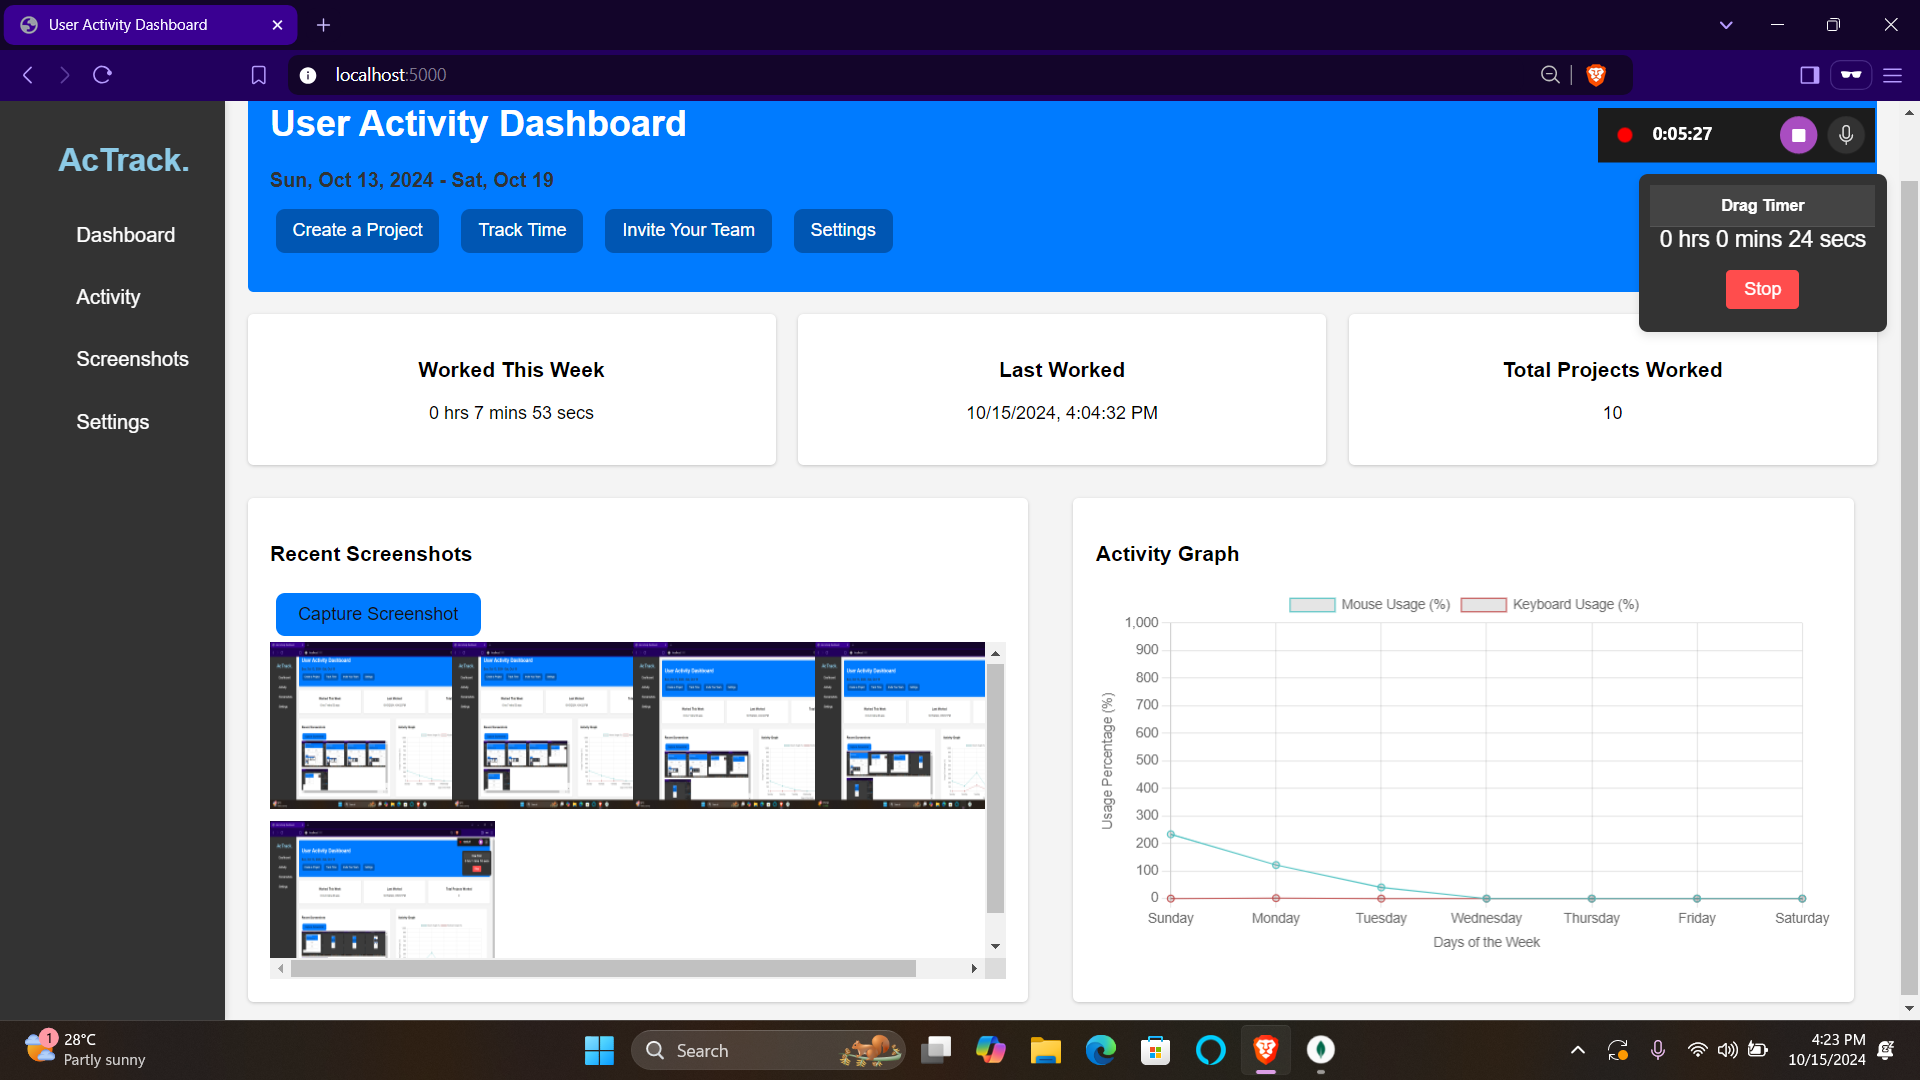 User Activity Dashboard
localhost:5000
AcTrack.
Dashboard
Activity
Screenshots
Settings
User Activity Dashboard
Sun, Oct 13, 2024 - Sat, Oct 19
Create a Project
Track Time
Invite Your Team
Settings
0:05:27
Drag Timer
0 hrs 0 mins 24 secs
Stop
Worked This Week
0 hrs 7 mins 53 secs
Last Worked
10/15/2024, 4:04:32 PM
Total Projects Worked
10
Recent Screenshots
Capture Screenshot
Activity Graph
Mouse Usage (%)
Keyboard Usage (%)
Usage Percentage (%)
1,000
900
800
700
600
500
400
300
200
100
0
Sunday
Monday
Tuesday
Wednesday
Thursday
Friday
Saturday
Days of the Week
1
28°C
Partly sunny
Search
4:23 PM
10/15/2024